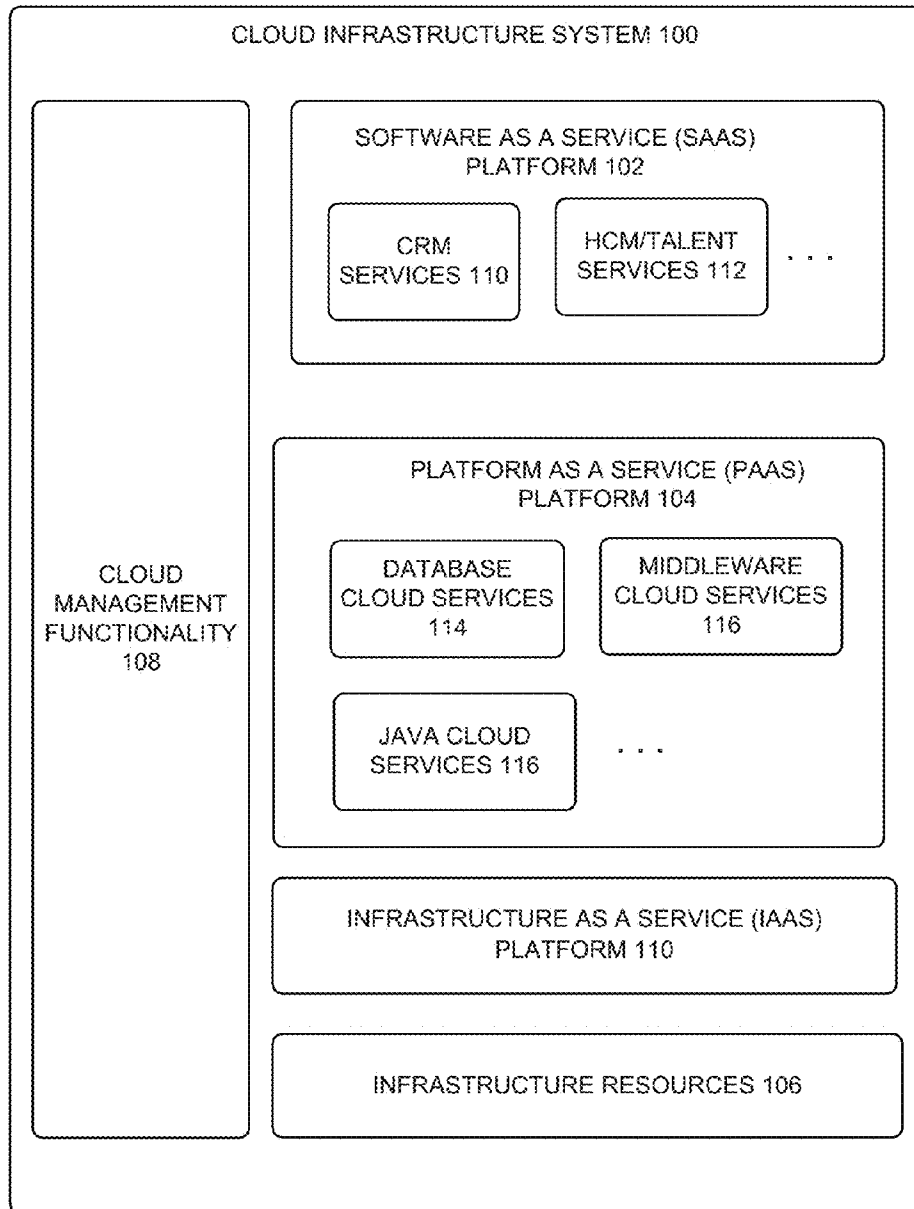 CLOUD INFRASTRUCTURE SYSTEM 100
SOFTWARE AS A SERVICE (SAAS)
PLATFORM 102
CRM
SERVICES 110
HCM/TALENT
SERVICES 112
. . .
PLATFORM AS A SERVICE (PAAS)
PLATFORM 104
DATABASE
CLOUD SERVICES
114
MIDDLEWARE
CLOUD SERVICES
116
JAVA CLOUD
SERVICES 116
. . .
CLOUD
MANAGEMENT
FUNCTIONALITY
108
INFRASTRUCTURE AS A SERVICE (IAAS)
PLATFORM 110
INFRASTRUCTURE RESOURCES 106